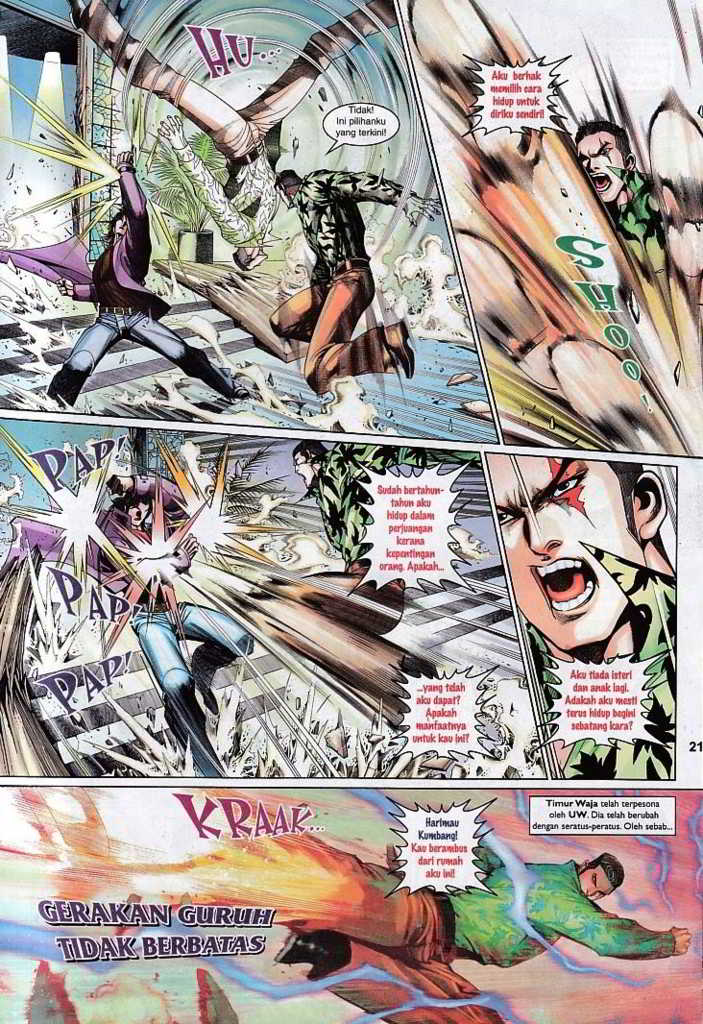 HU...
Tidak!
Ini pilihanku
yang terkini!
Aku berhak
memilih cara
hidup untuk
diriku sendiri!
SHOO!
PAP!
PAP!
PAP!
Sudah bertahun-
tahun aku
hidup dalam
perjuangan
kerana
kepentingan
orang. Apakah...
...yang telah
aku dapat?
Apakah
manfaatnya
untuk kau ini?
Aku tiada isteri
dan anak lagi.
Adakah aku mesti
terus hidup begini
sebatang kara?
21
KRAAK...
Harimau
Kumbang!
Kau berambus
dari rumah
aku ini!
Timur Waja telah terpesona
oleh UW. Dia telah berubah
dengan seratus-peratus. Oleh sebab...
GERAKAN GURUH
TIDAK BERBATAS